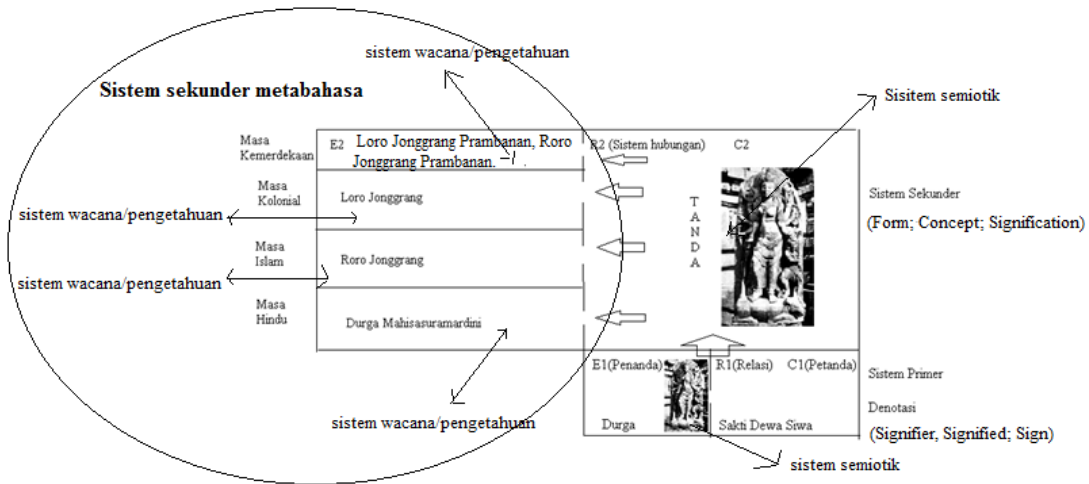 sistem wacana/pengetahuan
Sistem sekunder metabahasa
Sisitem semiotik
Masa
Kemerdekaan
E2 Loro Jonggrang Prambanan, Roro
Jonggrang Prambanan.
R2 (Sistem hubungan)
C2
Masa
Kolonial
Loro Jonggrang
sistem wacana/pengetahuan
T
A
N
D
A
Sistem Sekunder
(Form; Concept; Signification)
Masa
Islam
Roro Jonggrang
sistem wacana/pengetahuan
Masa
Hindu
Durga Mahisasuramardini
E1(Penanda)
R1(Relasi)
C1(Petanda)
Sistem Primer
sistem wacana/pengetahuan
Durga
Sakti Dewa Siwa
Denotasi
(Signifier, Signified; Sign)
sistem semiotik